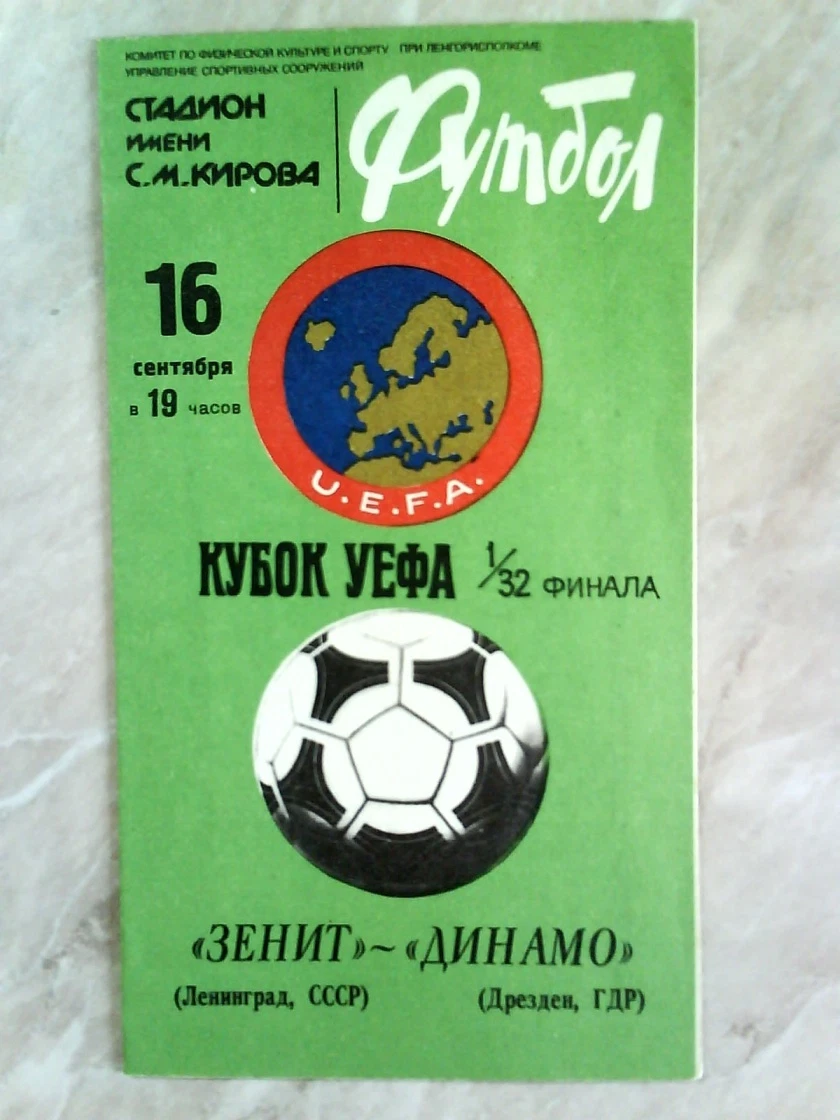 КОМИТЕТ ПО ФИЗИЧЕСКОЙ КУЛЬТУРЕ И СПОРТУ ПРИ ЛЕНГОРИСПОЛКОМЕ
УПРАВЛЕНИЕ СПОРТИВНЫХ СООРУЖЕНИЙ
СТАДИОН
ИМЕНИ
С.М.КИРОВА
Футбол
16
сентября
в 19 часов
U.E.F.A.
КУБОК УЕФА 1/32 ФИНАЛА
«ЗЕНИТ» ~ «ДИНАМО»
(Ленинград, СССР) (Дрезден, ГДР)